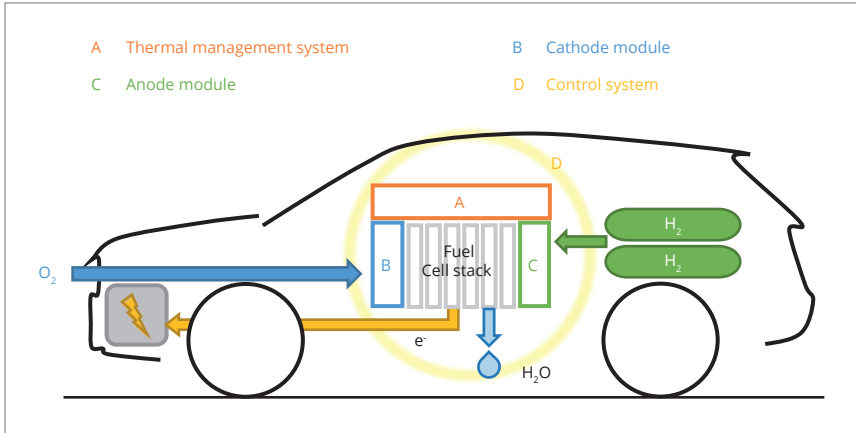 A Thermal management system
B Cathode module
C Anode module
D Control system
D
A
H₂
O₂
B
Fuel
Cell stack
C
H₂
e⁻
H₂O